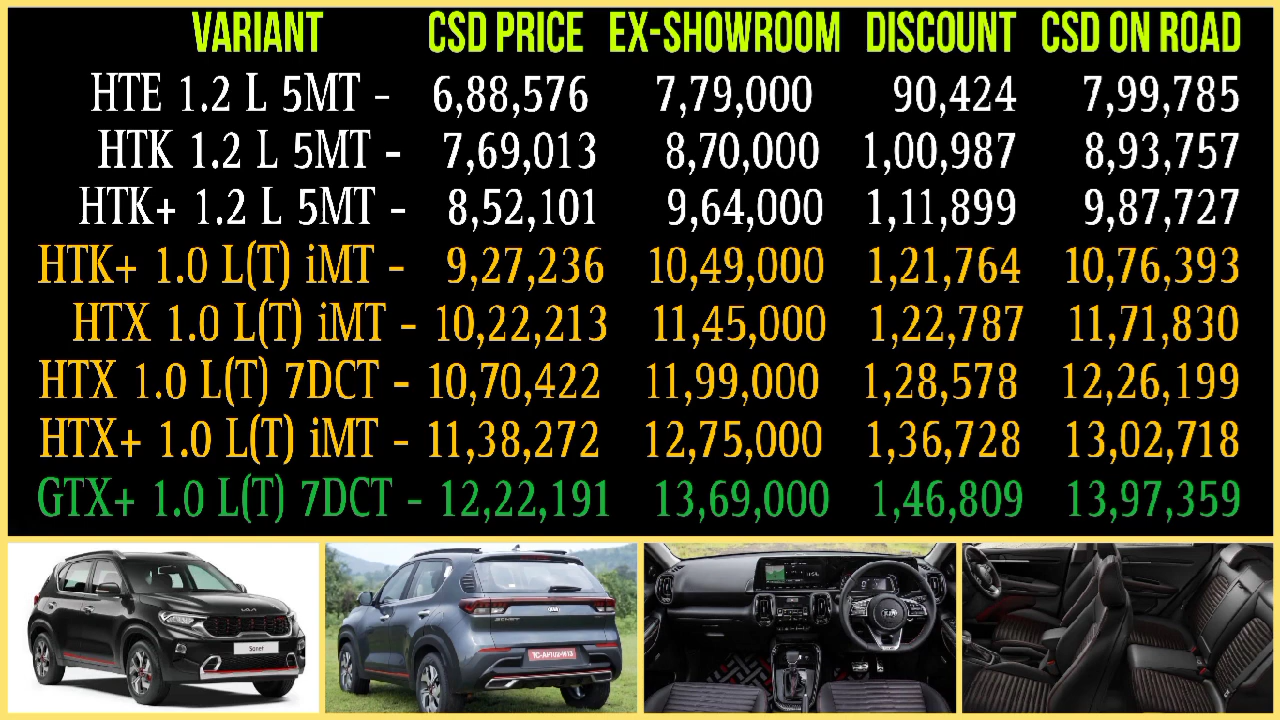 VARIANT CSD PRICE EX-SHOWROOM DISCOUNT CSD ON ROAD
HTE 1.2 L 5MT - 6,88,576 7,79,000 90,424 7,99,785
HTK 1.2 L 5MT - 7,69,013 8,70,000 1,00,987 8,93,757
HTK+ 1.2 L 5MT - 8,52,101 9,64,000 1,11,899 9,87,727
HTK+ 1.0 L(T) iMT - 9,27,236 10,49,000 1,21,764 10,76,393
HTX 1.0 L(T) iMT - 10,22,213 11,45,000 1,22,787 11,71,830
HTX 1.0 L(T) 7DCT - 10,70,422 11,99,000 1,28,578 12,26,199
HTX+ 1.0 L(T) iMT - 11,38,272 12,75,000 1,36,728 13,02,718
GTX+ 1.0 L(T) 7DCT - 12,22,191 13,69,000 1,46,809 13,97,359
Sonet
SONET